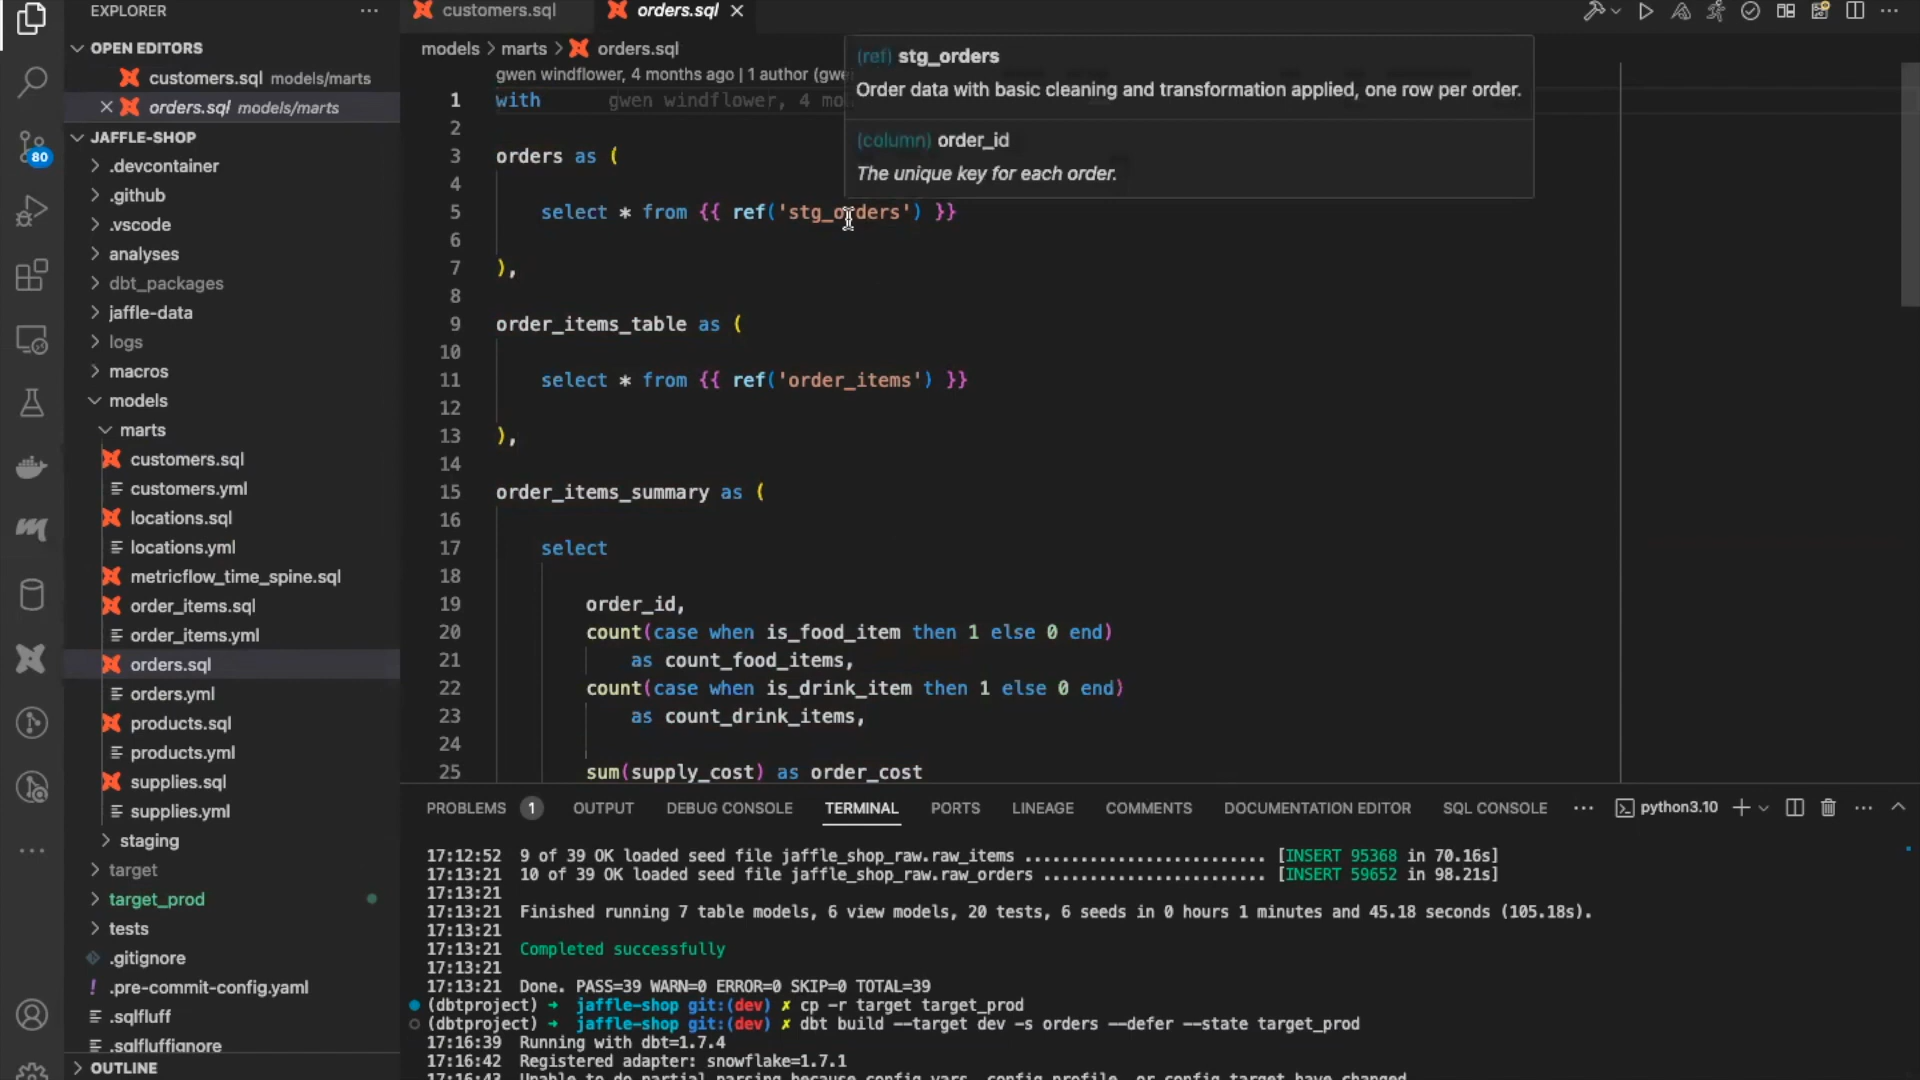 EXPLORER
OPEN EDITORS
customers.sql models/marts
orders.sql models/marts
JAFFLE-SHOP
.devcontainer
.github
.vscode
analyses
dbt_packages
jaffle-data
logs
macros
models
marts
customers.sql
customers.yml
locations.sql
locations.yml
metricflow_time_spine.sql
order_items.sql
order_items.yml
orders.sql
orders.yml
products.sql
products.yml
supplies.sql
supplies.yml
staging
target
target_prod
tests
.gitignore
.pre-commit-config.yaml
.sqlfluff
.sqlfluffignore
OUTLINE
80
customers.sql
orders.sql
models > marts > orders.sql
gwen windflower, 4 months ago | 1 author (gwe
1 with gwen windflower, 4 mo
2
3 orders as (
4
5 select * from {{ ref('stg_orders') }}
6
7 ),
8
9 order_items_table as (
10
11 select * from {{ ref('order_items') }}
12
13 ),
14
15 order_items_summary as (
16
17 select
18
19 order_id,
20 count(case when is_food_item then 1 else 0 end)
21 as count_food_items,
22 count(case when is_drink_item then 1 else 0 end)
23 as count_drink_items,
24
25 sum(supply_cost) as order_cost
(ref) stg_orders
Order data with basic cleaning and transformation applied, one row per order.
(column) order_id
The unique key for each order.
PROBLEMS 1 OUTPUT DEBUG CONSOLE TERMINAL PORTS LINEAGE COMMENTS DOCUMENTATION EDITOR SQL CONSOLE python3.10
17:12:52 9 of 39 OK loaded seed file jaffle_shop_raw.raw_items .......................... [INSERT 95368 in 70.16s]
17:13:21 10 of 39 OK loaded seed file jaffle_shop_raw.raw_orders ........................ [INSERT 59652 in 98.21s]
17:13:21
17:13:21 Finished running 7 table models, 6 view models, 20 tests, 6 seeds in 0 hours 1 minutes and 45.18 seconds (105.18s).
17:13:21
17:13:21 Completed successfully
17:13:21
17:13:21 Done. PASS=39 WARN=0 ERROR=0 SKIP=0 TOTAL=39
(dbtproject) ➜ jaffle-shop git:(dev) ✗ cp -r target target_prod
(dbtproject) ➜ jaffle-shop git:(dev) ✗ dbt build --target dev -s orders --defer --state target_prod
17:16:39 Running with dbt=1.7.4
17:16:42 Registered adapter: snowflake=1.7.1
17:16:43 Unable to do partial parsing because config vars, config profile, or config target have changed